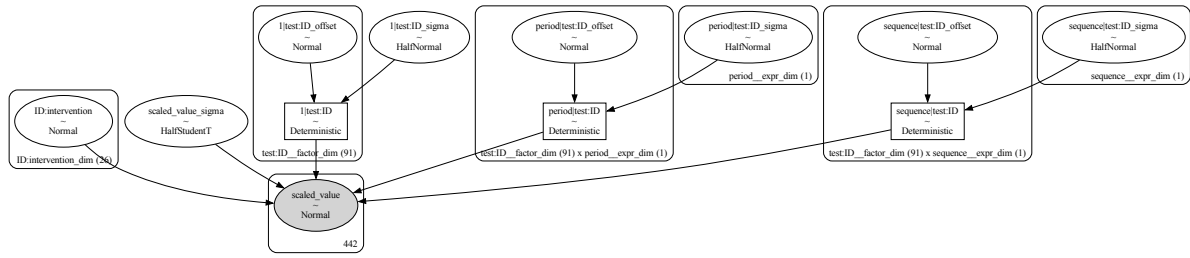 1|test:ID_offset
~
Normal
1|test:ID_sigma
~
HalfNormal
period|test:ID_offset
~
Normal
period|test:ID_sigma
~
HalfNormal
sequence|test:ID_offset
~
Normal
sequence|test:ID_sigma
~
HalfNormal
period__expr_dim (1)
sequence__expr_dim (1)
ID:intervention
~
Normal
ID:intervention_dim (26)
scaled_value_sigma
~
HalfStudentT
1|test:ID
~
Deterministic
test:ID__factor_dim (91)
period|test:ID
~
Deterministic
test:ID__factor_dim (91) x period__expr_dim (1)
sequence|test:ID
~
Deterministic
test:ID__factor_dim (91) x sequence__expr_dim (1)
scaled_value
~
Normal
442